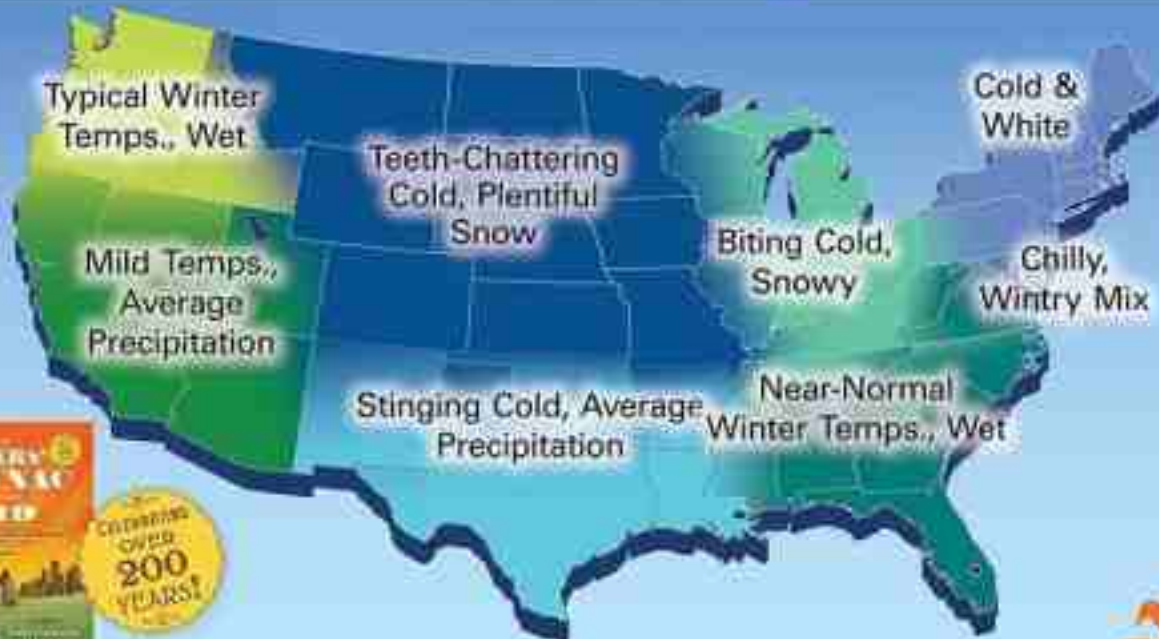 Typical Winter
Temps., Wet
Teeth-Chattering
Cold, Plentiful
Snow
Cold &
White
Mild Temps.,
Average
Precipitation
Biting Cold,
Snowy
Chilly,
Wintry Mix
Stinging Cold, Average
Precipitation
Near-Normal
Winter Temps., Wet
OVER
200
YEARS!